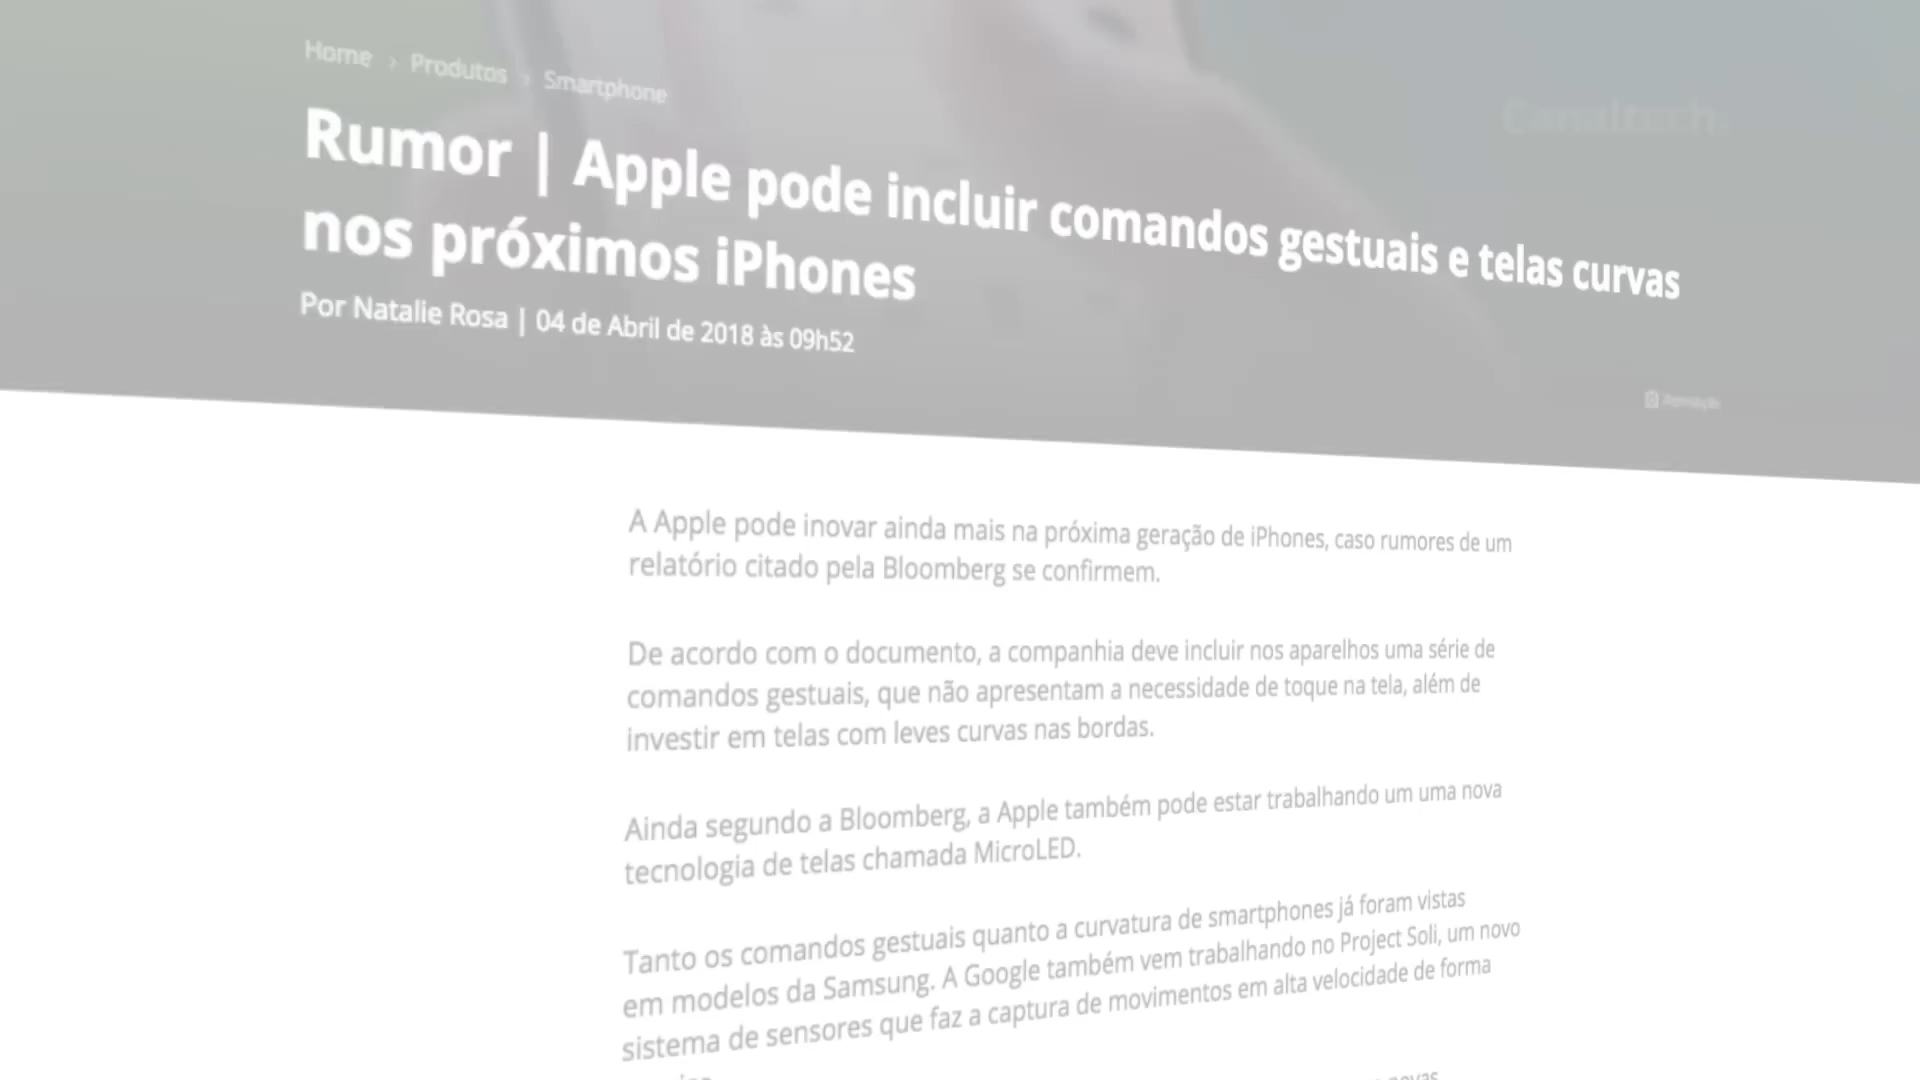 Home > Produtos > Smartphone
Canaltech
Rumor | Apple pode incluir comandos gestuais e telas curvas
nos próximos iPhones
Por Natalie Rosa | 04 de Abril de 2018 às 09h52
A Apple pode inovar ainda mais na próxima geração de iPhones, caso rumores de um
relatório citado pela Bloomberg se confirmem.
De acordo com o documento, a companhia deve incluir nos aparelhos uma série de
comandos gestuais, que não apresentam a necessidade de toque na tela, além de
investir em telas com leves curvas nas bordas.
Ainda segundo a Bloomberg, a Apple também pode estar trabalhando um uma nova
tecnologia de telas chamada MicroLED.
Tanto os comandos gestuais quanto a curvatura de smartphones já foram vistas
em modelos da Samsung. A Google também vem trabalhando no Project Soli, um novo
sistema de sensores que faz a captura de movimentos em alta velocidade de forma
novas